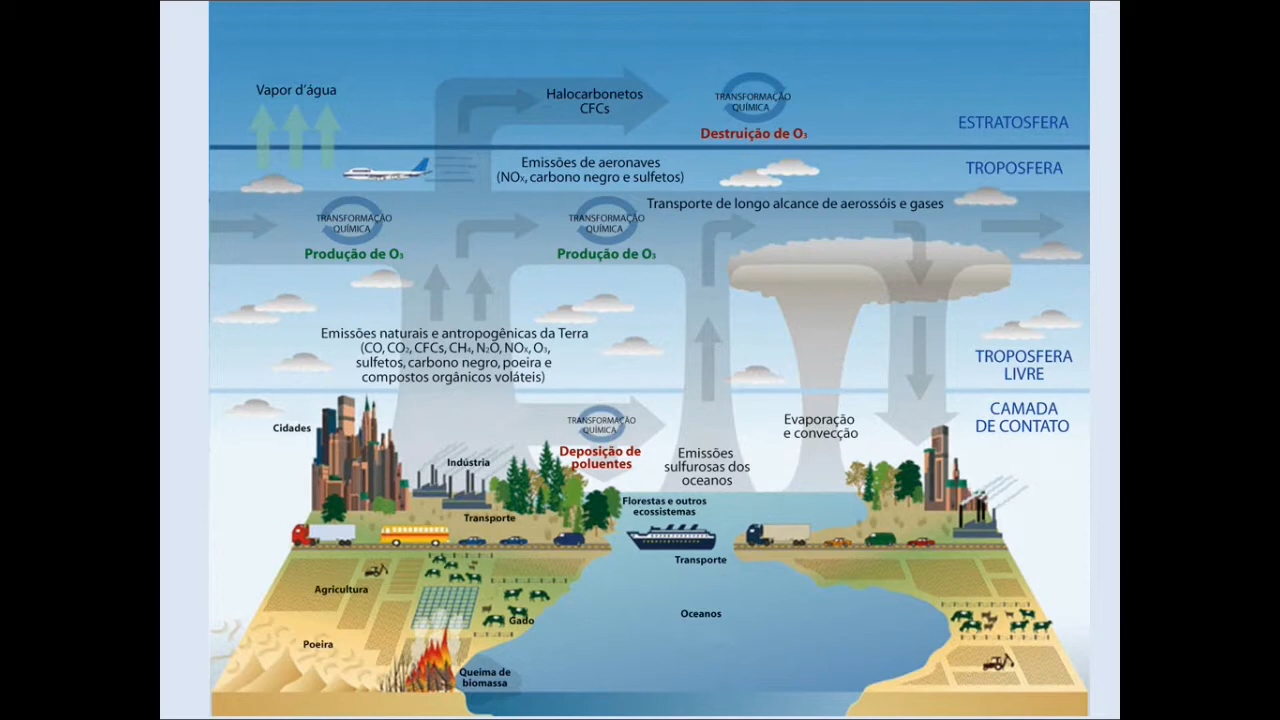 Vapor d'água
Halocarbonetos
CFCs
TRANSFORMAÇÃO
QUÍMICA
Destruição de O₃
ESTRATOSFERA
Emissões de aeronaves
(NOₓ, carbono negro e sulfetos)
TROPOSFERA
Transporte de longo alcance de aerossóis e gases
TRANSFORMAÇÃO
QUÍMICA
Produção de O₃
TRANSFORMAÇÃO
QUÍMICA
Produção de O₃
Emissões naturais e antropogênicas da Terra
(CO, CO₂, CFCs, CH₄, N₂O, NOₓ, O₃,
sulfetos, carbono negro, poeira e
compostos orgânicos voláteis)
TROPOSFERA
LIVRE
CAMADA
DE CONTATO
Cidades
TRANSFORMAÇÃO
QUÍMICA
Deposição de
poluentes
Evaporação
e convecção
Emissões
sulfurosas dos
oceanos
Indústria
Florestas e outros
ecossistemas
Transporte
Transporte
Agricultura
Gado
Oceanos
Poeira
Queima de
biomassa